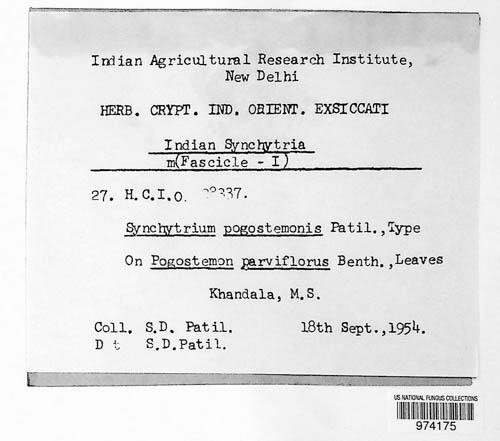 Indian Agricultural Research Institute,
New Delhi
HERB. CRYPT. IND. ORIENT. EXSICCATI
Indian Synchytria
m(Fascicle - I)
27. H.C.I.O. 337.
Synchytrium pogostemonis Patil.,Type
On Pogostemon parviflorus Benth.,Leaves
Khandala, M.S.
Coll. S.D. Patil. 18th Sept.,1954.
D t S.D.Patil.
US NATIONAL FUNGUS COLLECTIONS
974175